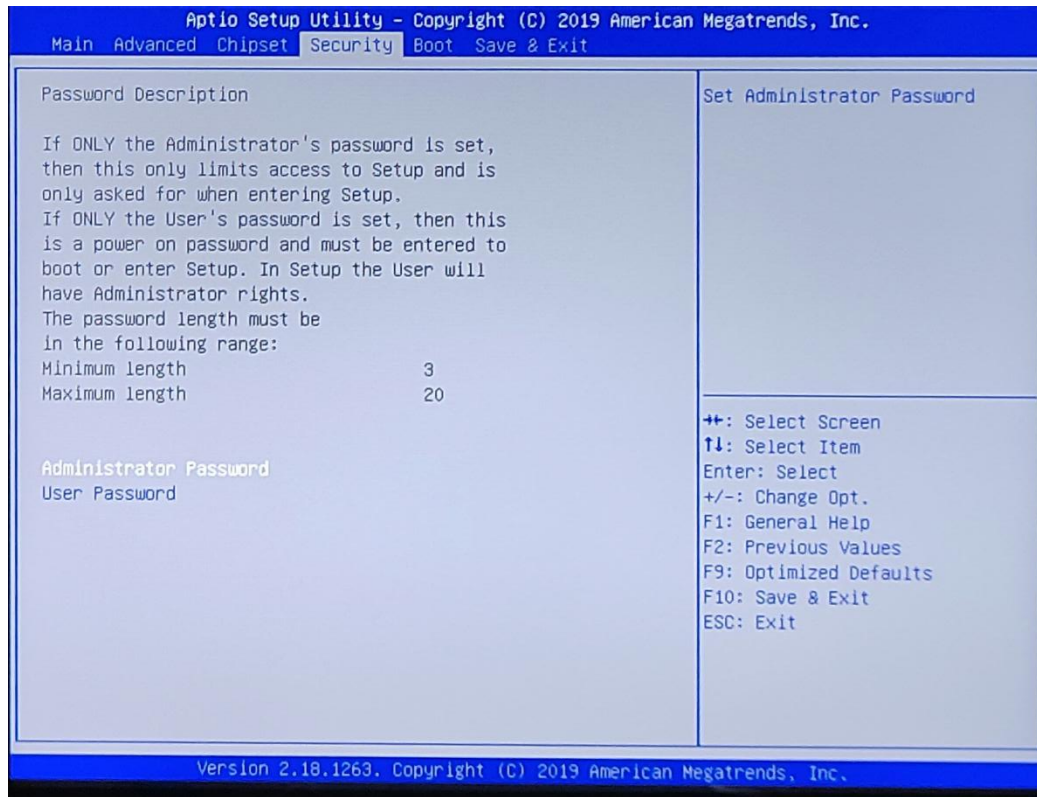 Aptio Setup Utility – Copyright (C) 2019 American Megatrends, Inc.
Main Advanced Chipset Security Boot Save & Exit
Password Description
If ONLY the Administrator's password is set,
then this only limits access to Setup and is
only asked for when entering Setup.
If ONLY the User's password is set, then this
is a power on password and must be entered to
boot or enter Setup. In Setup the User will
have Administrator rights.
The password length must be
in the following range:
Minimum length 3
Maximum length 20
Administrator Password
User Password
Set Administrator Password
→←: Select Screen
↑↓: Select Item
Enter: Select
+/-: Change Opt.
F1: General Help
F2: Previous Values
F9: Optimized Defaults
F10: Save & Exit
ESC: Exit
Version 2.18.1263. Copyright (C) 2019 American Megatrends, Inc.